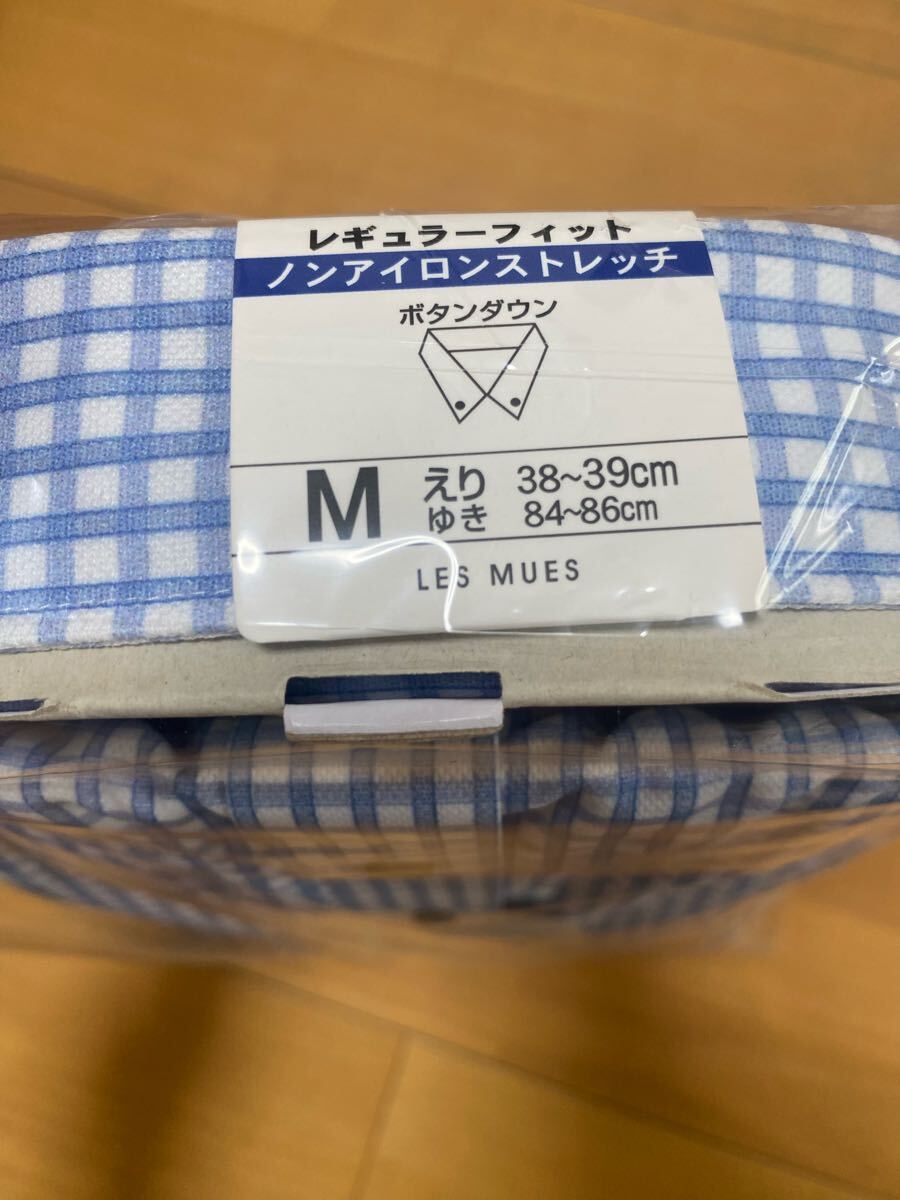 レギュラーフィット
ノンアイロンストレッチ
ボタンダウン
M えり 38~39cm
ゆき 84~86cm
LES MUES